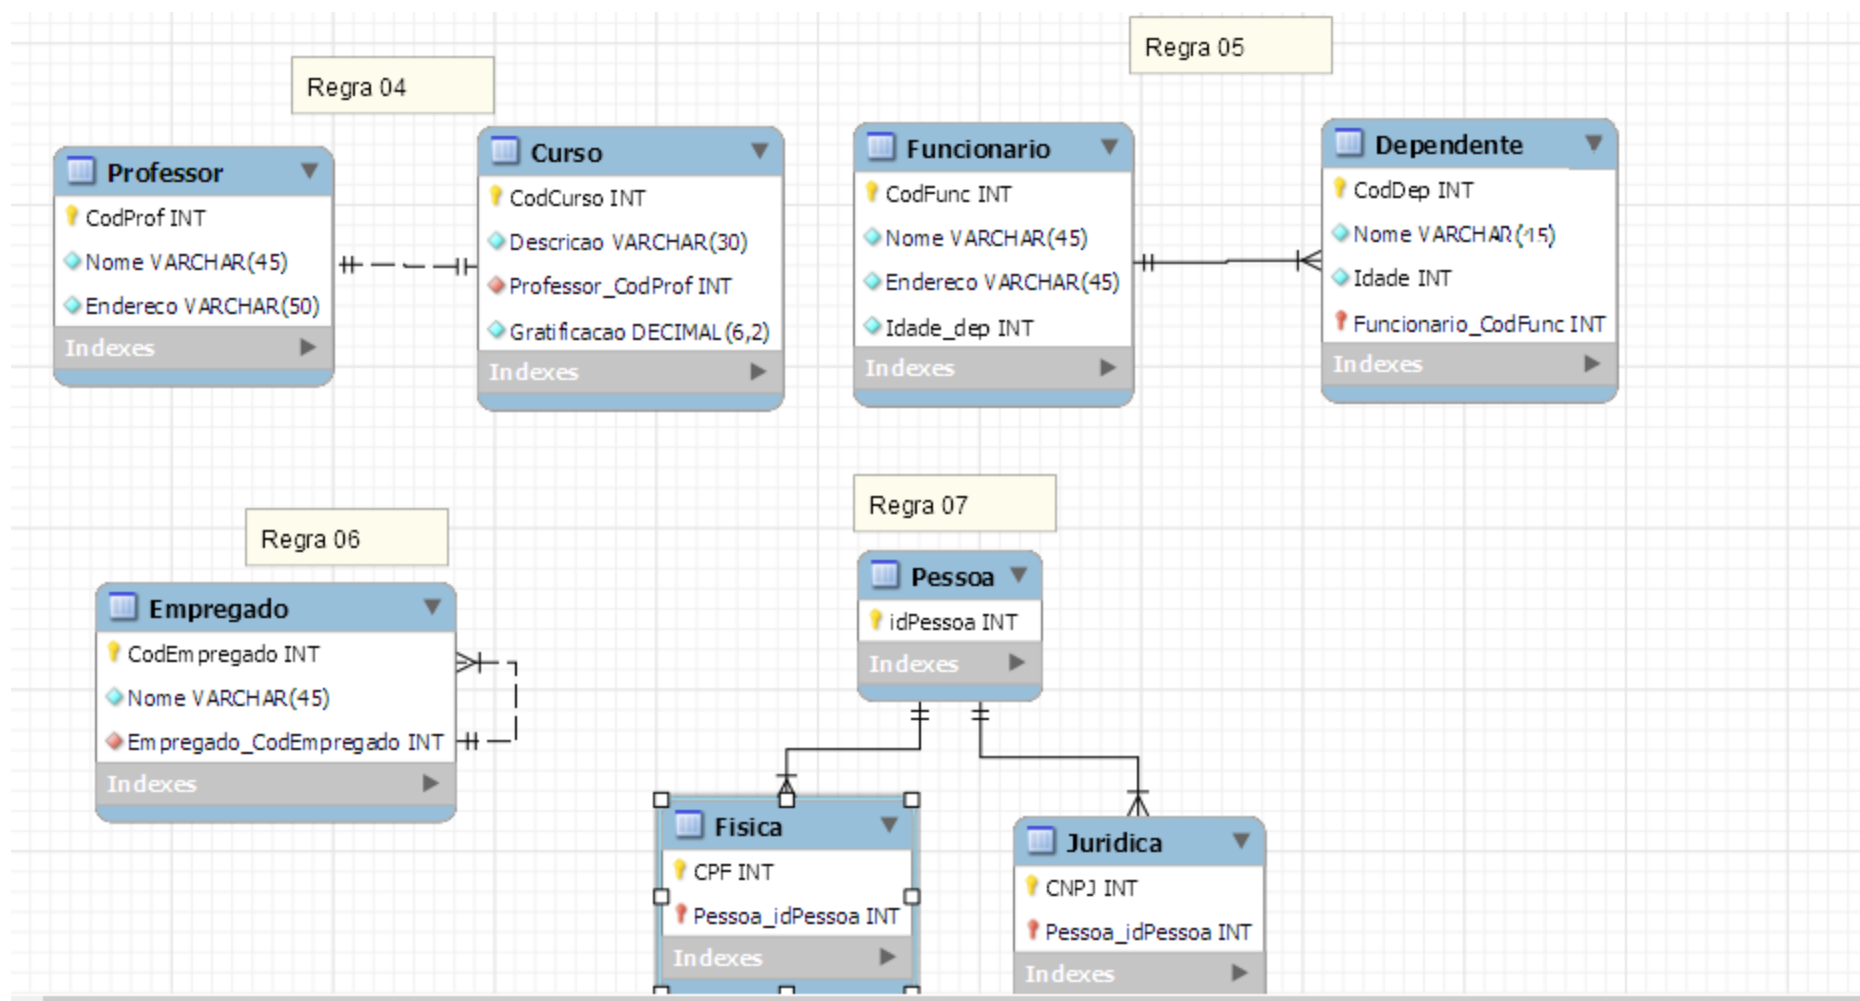 Regra 04
Professor
CodProf INT
Nome VARCHAR(45)
Endereco VARCHAR(50)
Indexes
Curso
CodCurso INT
Descricao VARCHAR(30)
Professor_CodProf INT
Gratificacao DECIMAL(6,2)
Indexes
Regra 05
Funcionario
CodFunc INT
Nome VARCHAR(45)
Endereco VARCHAR(45)
Idade_dep INT
Indexes
Dependente
CodDep INT
Nome VARCHAR(45)
Idade INT
Funcionario_CodFunc INT
Indexes
Regra 06
Empregado
CodEmpregado INT
Nome VARCHAR(45)
Empregado_CodEmpregado INT
Indexes
Regra 07
Pessoa
idPessoa INT
Indexes
Fisica
CPF INT
Pessoa_idPessoa INT
Indexes
Juridica
CNPJ INT
Pessoa_idPessoa INT
Indexes